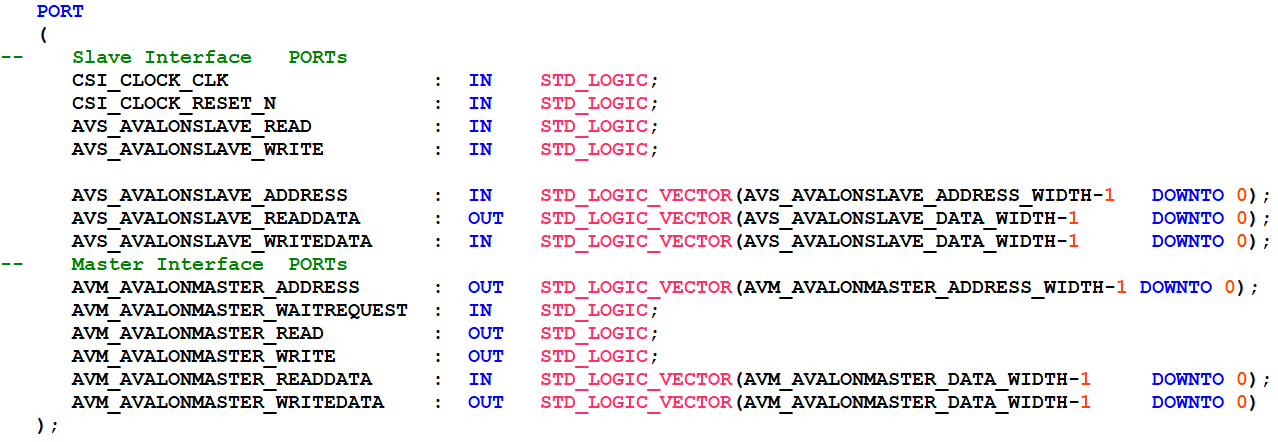 PORT
(
-- Slave Interface PORTs
CSI_CLOCK_CLK : IN STD_LOGIC;
CSI_CLOCK_RESET_N : IN STD_LOGIC;
AVS_AVALONSLAVE_READ : IN STD_LOGIC;
AVS_AVALONSLAVE_WRITE : IN STD_LOGIC;
AVS_AVALONSLAVE_ADDRESS : IN STD_LOGIC_VECTOR(AVS_AVALONSLAVE_ADDRESS_WIDTH-1 DOWNTO 0);
AVS_AVALONSLAVE_READDATA : OUT STD_LOGIC_VECTOR(AVS_AVALONSLAVE_DATA_WIDTH-1 DOWNTO 0);
AVS_AVALONSLAVE_WRITEDATA : IN STD_LOGIC_VECTOR(AVS_AVALONSLAVE_DATA_WIDTH-1 DOWNTO 0);
-- Master Interface PORTs
AVM_AVALONMASTER_ADDRESS : OUT STD_LOGIC_VECTOR(AVM_AVALONMASTER_ADDRESS_WIDTH-1 DOWNTO 0);
AVM_AVALONMASTER_WAITREQUEST : IN STD_LOGIC;
AVM_AVALONMASTER_READ : OUT STD_LOGIC;
AVM_AVALONMASTER_WRITE : OUT STD_LOGIC;
AVM_AVALONMASTER_READDATA : IN STD_LOGIC_VECTOR(AVM_AVALONMASTER_DATA_WIDTH-1 DOWNTO 0);
AVM_AVALONMASTER_WRITEDATA : OUT STD_LOGIC_VECTOR(AVM_AVALONMASTER_DATA_WIDTH-1 DOWNTO 0)
);